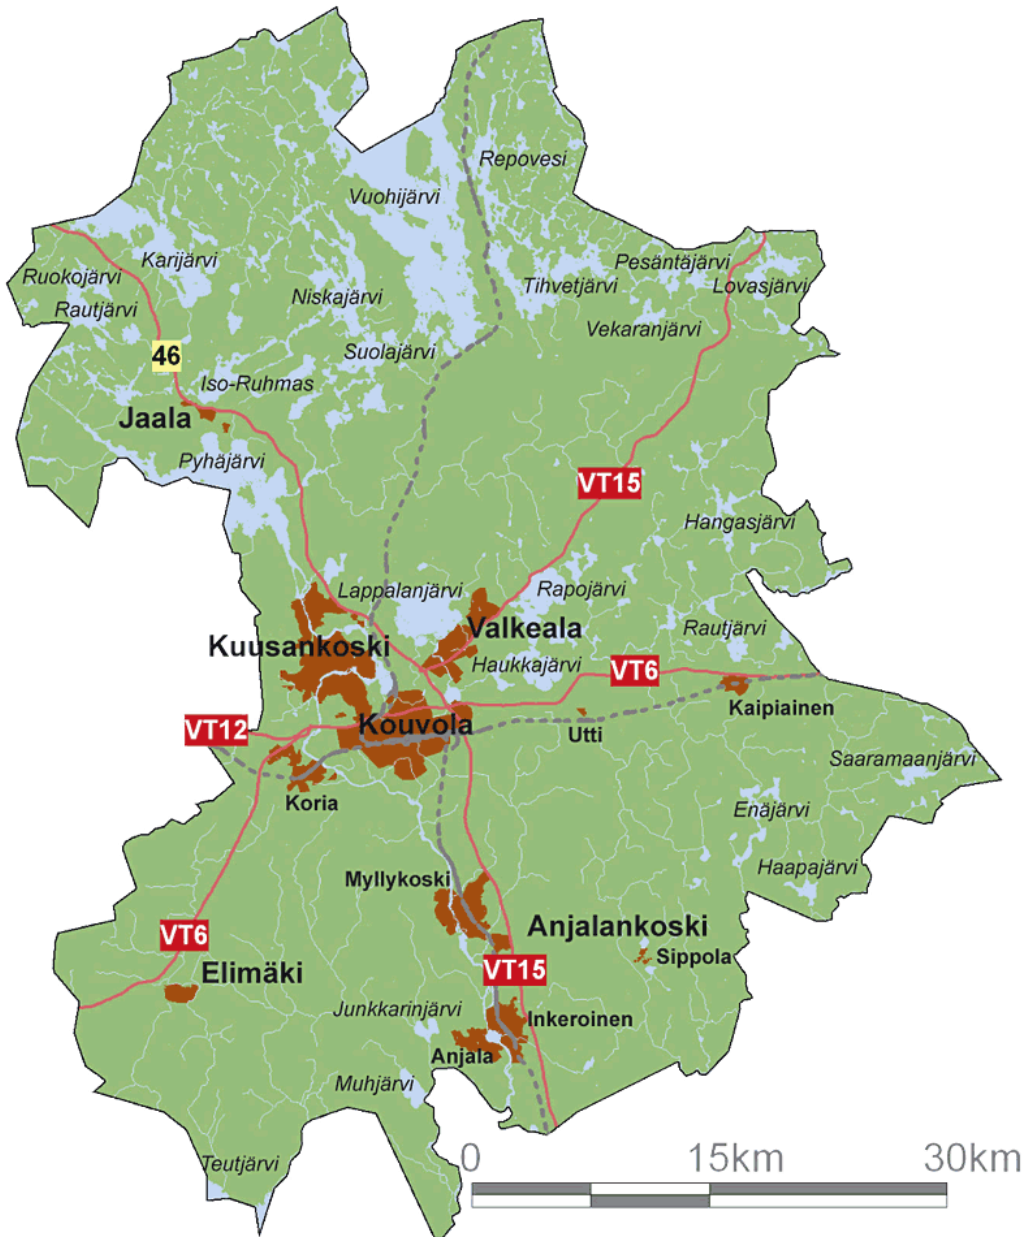 Repovesi
Vuohijärvi
Karijärvi
Pesäntäjärvi
Ruokojärvi
Tihvetjärvi
Lovasjärvi
Niskajärvi
Rautjärvi
Vekaranjärvi
46
Suolajärvi
Iso-Ruhmas
Jaala
Pyhäjärvi
VT15
Hangasjärvi
Lappalanjärvi
Rapojärvi
Valkeala
Rautjärvi
Kuusankoski
Haukkajärvi
VT6
Kaipiainen
Kouvola
VT12
Utti
Saaramaanjärvi
Koria
Enäjärvi
Haapajärvi
Myllykoski
Anjalankoski
VT6
Sippola
Elimäki
VT15
Junkkarinjärvi
Inkeroinen
Anjala
Muhjärvi
Teutjärvi
0 15km 30km